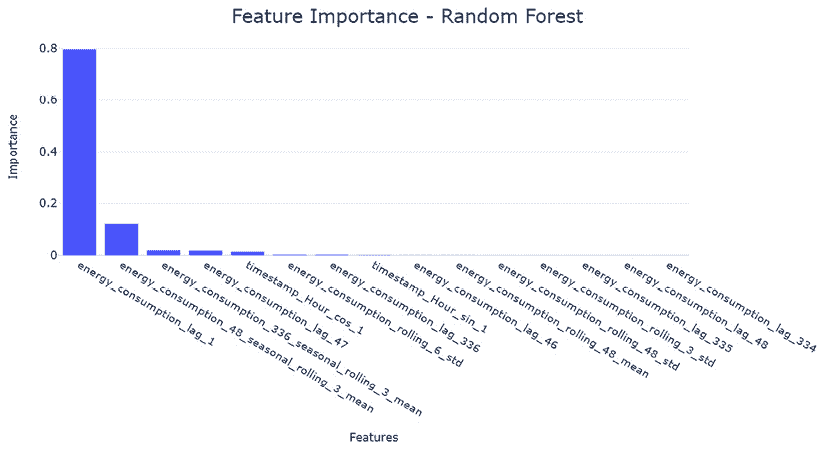 Feature Importance - Random Forest
0.8
0.6
0.4
0.2
0
Importance
energy_consumption_lag_1
energy_consumption_48_seasonal_rolling_3_mean
energy_consumption_336_seasonal_rolling_3_mean
energy_consumption_lag_47
timestamp_Hour_cos_1
energy_consumption_rolling_6_std
energy_consumption_lag_336
timestamp_Hour_sin_1
energy_consumption_lag_46
energy_consumption_rolling_48_mean
energy_consumption_rolling_48_std
energy_consumption_rolling_3_std
energy_consumption_lag_335
energy_consumption_lag_48
energy_consumption_lag_334
Features